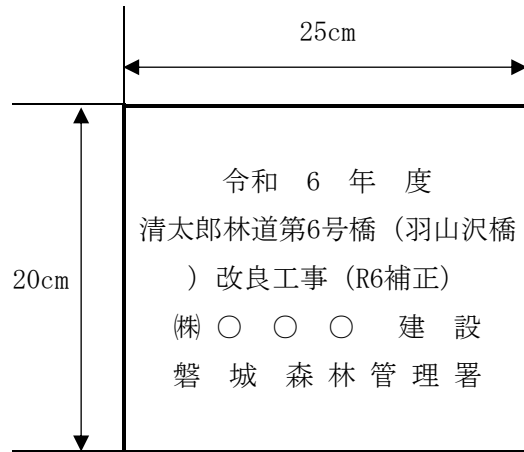 25cm
令和 6 年 度
清太郎林道第6号橋（羽山沢橋
）改良工事（R6補正）
20cm
㈱ ○ ○ ○ 建 設
磐 城 森 林 管 理 署